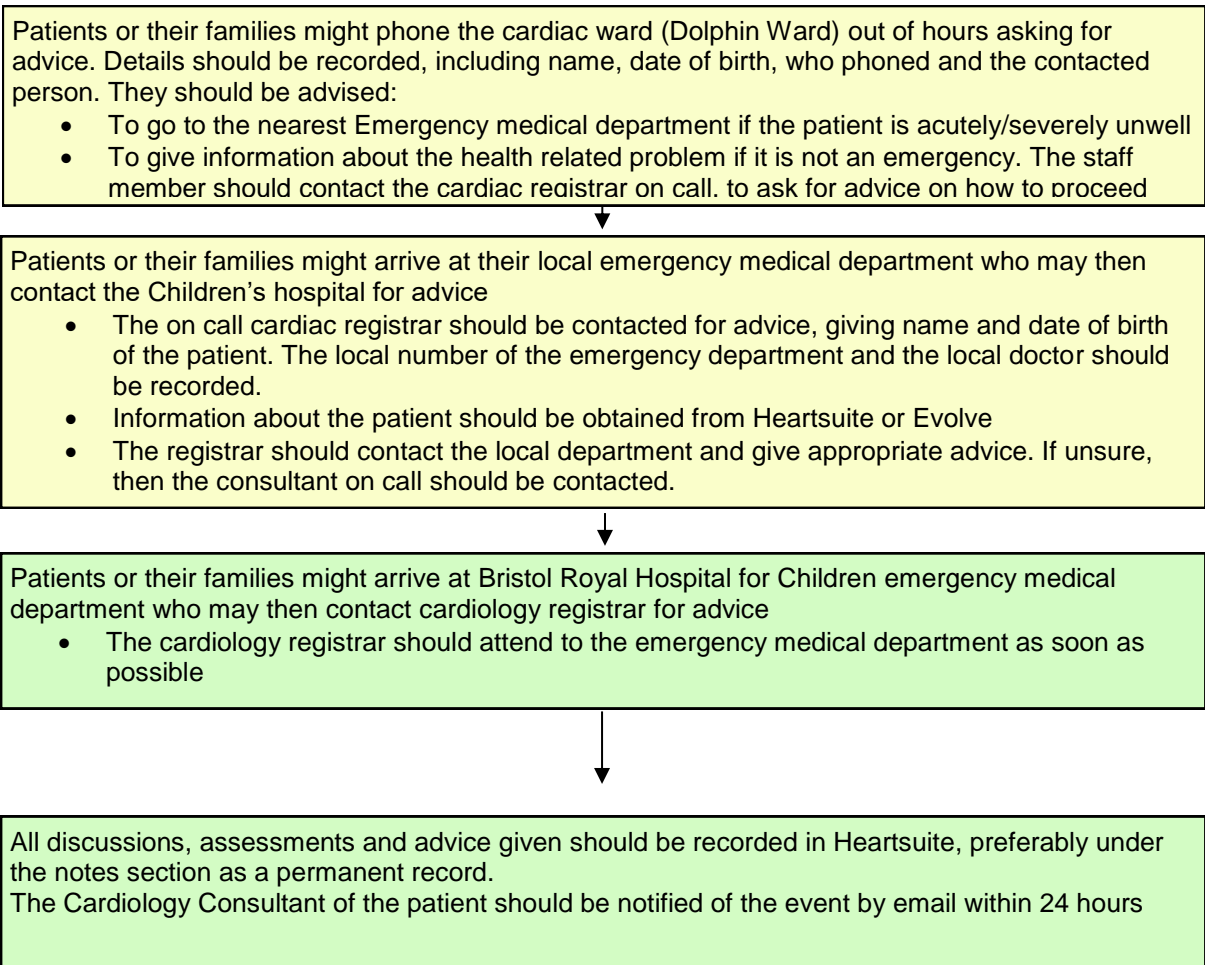 Patients or their families might phone the cardiac ward (Dolphin Ward) out of hours asking for
advice. Details should be recorded, including name, date of birth, who phoned and the contacted
person. They should be advised:
• To go to the nearest Emergency medical department if the patient is acutely/severely unwell
• To give information about the health related problem if it is not an emergency. The staff
member should contact the cardiac registrar on call, to ask for advice on how to proceed
Patients or their families might arrive at their local emergency medical department who may then
contact the Children's hospital for advice
• The on call cardiac registrar should be contacted for advice, giving name and date of birth
of the patient. The local number of the emergency department and the local doctor should
be recorded.
• Information about the patient should be obtained from Heartsuite or Evolve
• The registrar should contact the local department and give appropriate advice. If unsure,
then the consultant on call should be contacted.
Patients or their families might arrive at Bristol Royal Hospital for Children emergency medical
department who may then contact cardiology registrar for advice
• The cardiology registrar should attend to the emergency medical department as soon as
possible
All discussions, assessments and advice given should be recorded in Heartsuite, preferably under
the notes section as a permanent record.
The Cardiology Consultant of the patient should be notified of the event by email within 24 hours